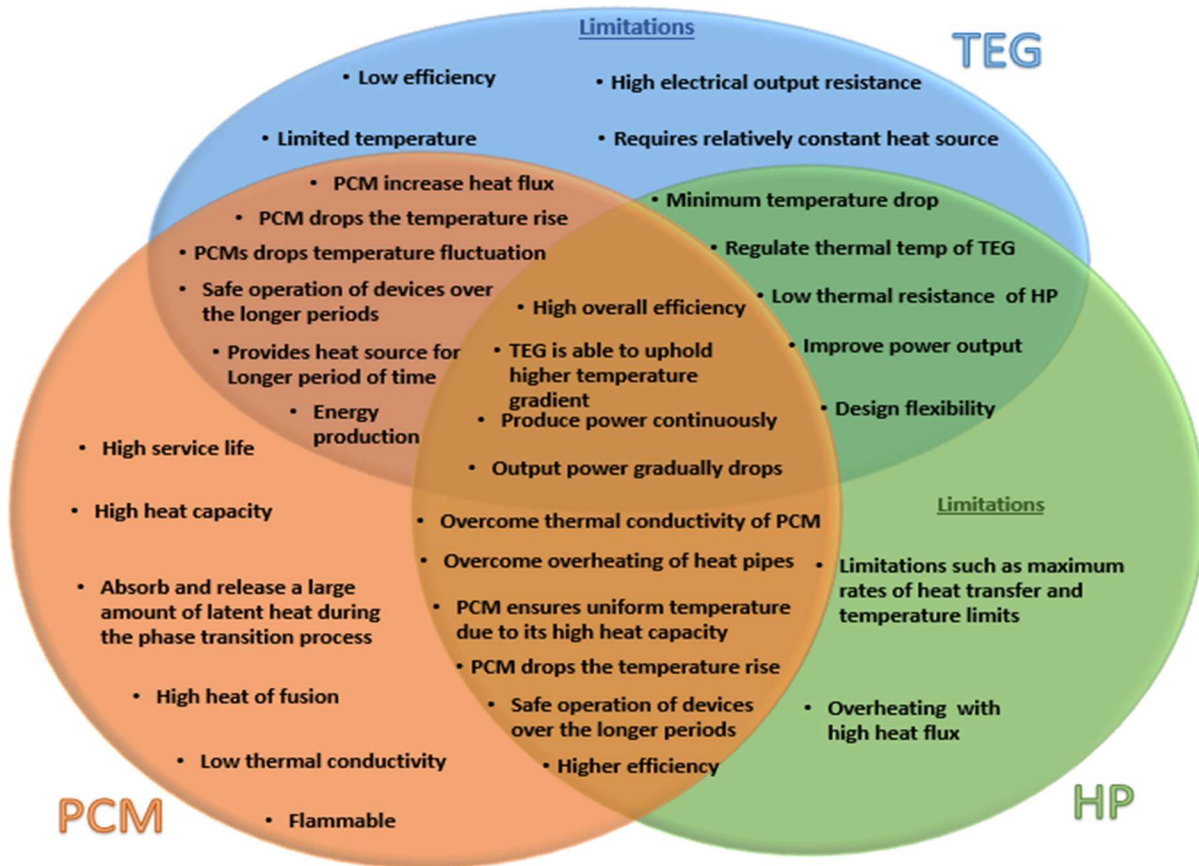 Limitations
TEG
• Low efficiency
• High electrical output resistance
• Limited temperature
• Requires relatively constant heat source
• PCM increase heat flux
• PCM drops the temperature rise
• PCMs drops temperature fluctuation
• Safe operation of devices over
the longer periods
• Provides heat source for
Longer period of time
• Energy
production
• Minimum temperature drop
• Regulate thermal temp of TEG
• Low thermal resistance of HP
• Improve power output
• Design flexibility
• High overall efficiency
• TEG is able to uphold
higher temperature
gradient
• Produce power continuously
• Output power gradually drops
• Overcome thermal conductivity of PCM
• Overcome overheating of heat pipes
• PCM ensures uniform temperature
due to its high heat capacity
• PCM drops the temperature rise
• Safe operation of devices
over the longer periods
• Higher efficiency
• High service life
• High heat capacity
• Absorb and release a large
amount of latent heat during
the phase transition process
• High heat of fusion
• Low thermal conductivity
• Flammable
PCM
Limitations
• Limitations such as maximum
rates of heat transfer and
temperature limits
• Overheating with
high heat flux
HP